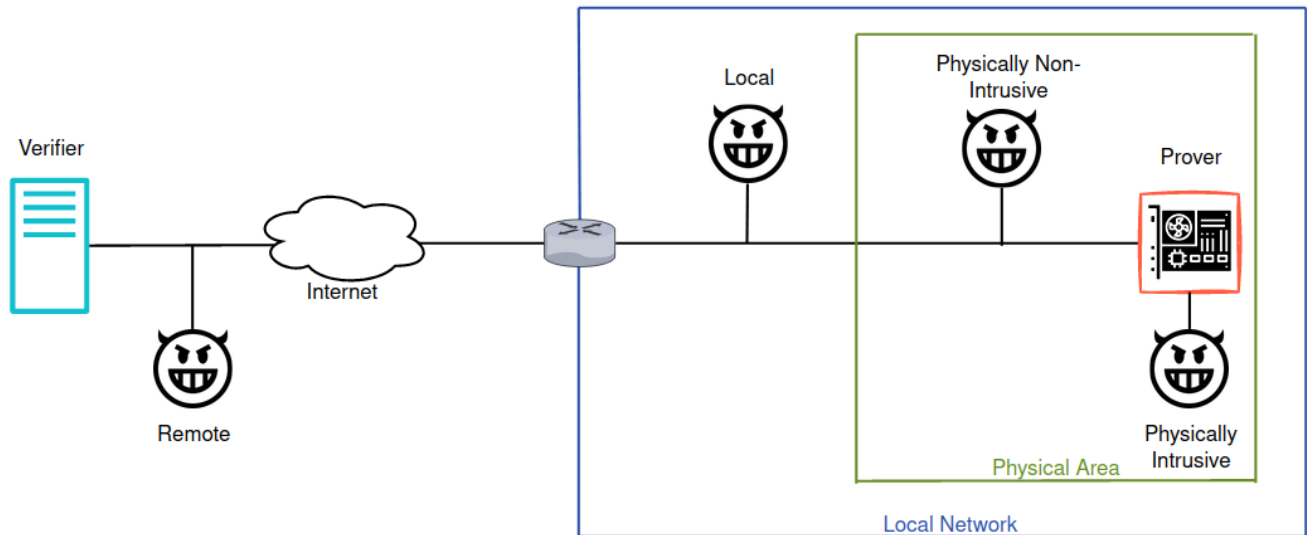 Verifier
Remote
Internet
Local
Physically Non-
Intrusive
Prover
Physically
Intrusive
Physical Area
Local Network